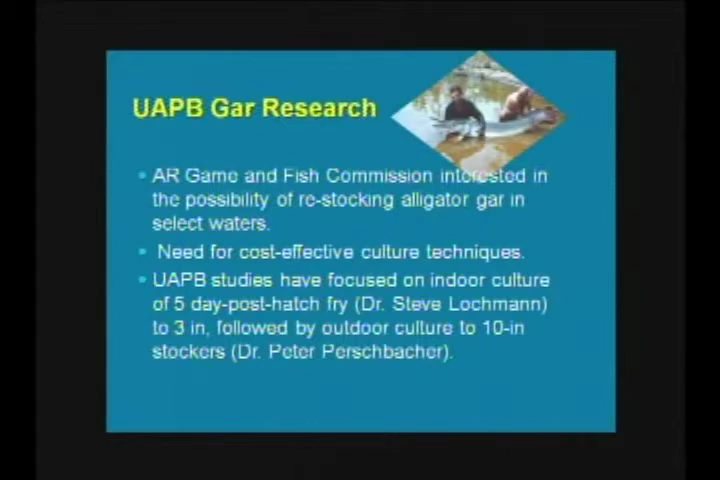 UAPB Gar Research
• AR Game and Fish Commission interested in
the possibility of re-stocking alligator gar in
select waters.
• Need for cost-effective culture techniques.
• UAPB studies have focused on indoor culture
of 5 day-post-hatch fry (Dr. Steve Lochmann)
to 3 in, followed by outdoor culture to 10-in
stockers (Dr. Peter Perschbacher).